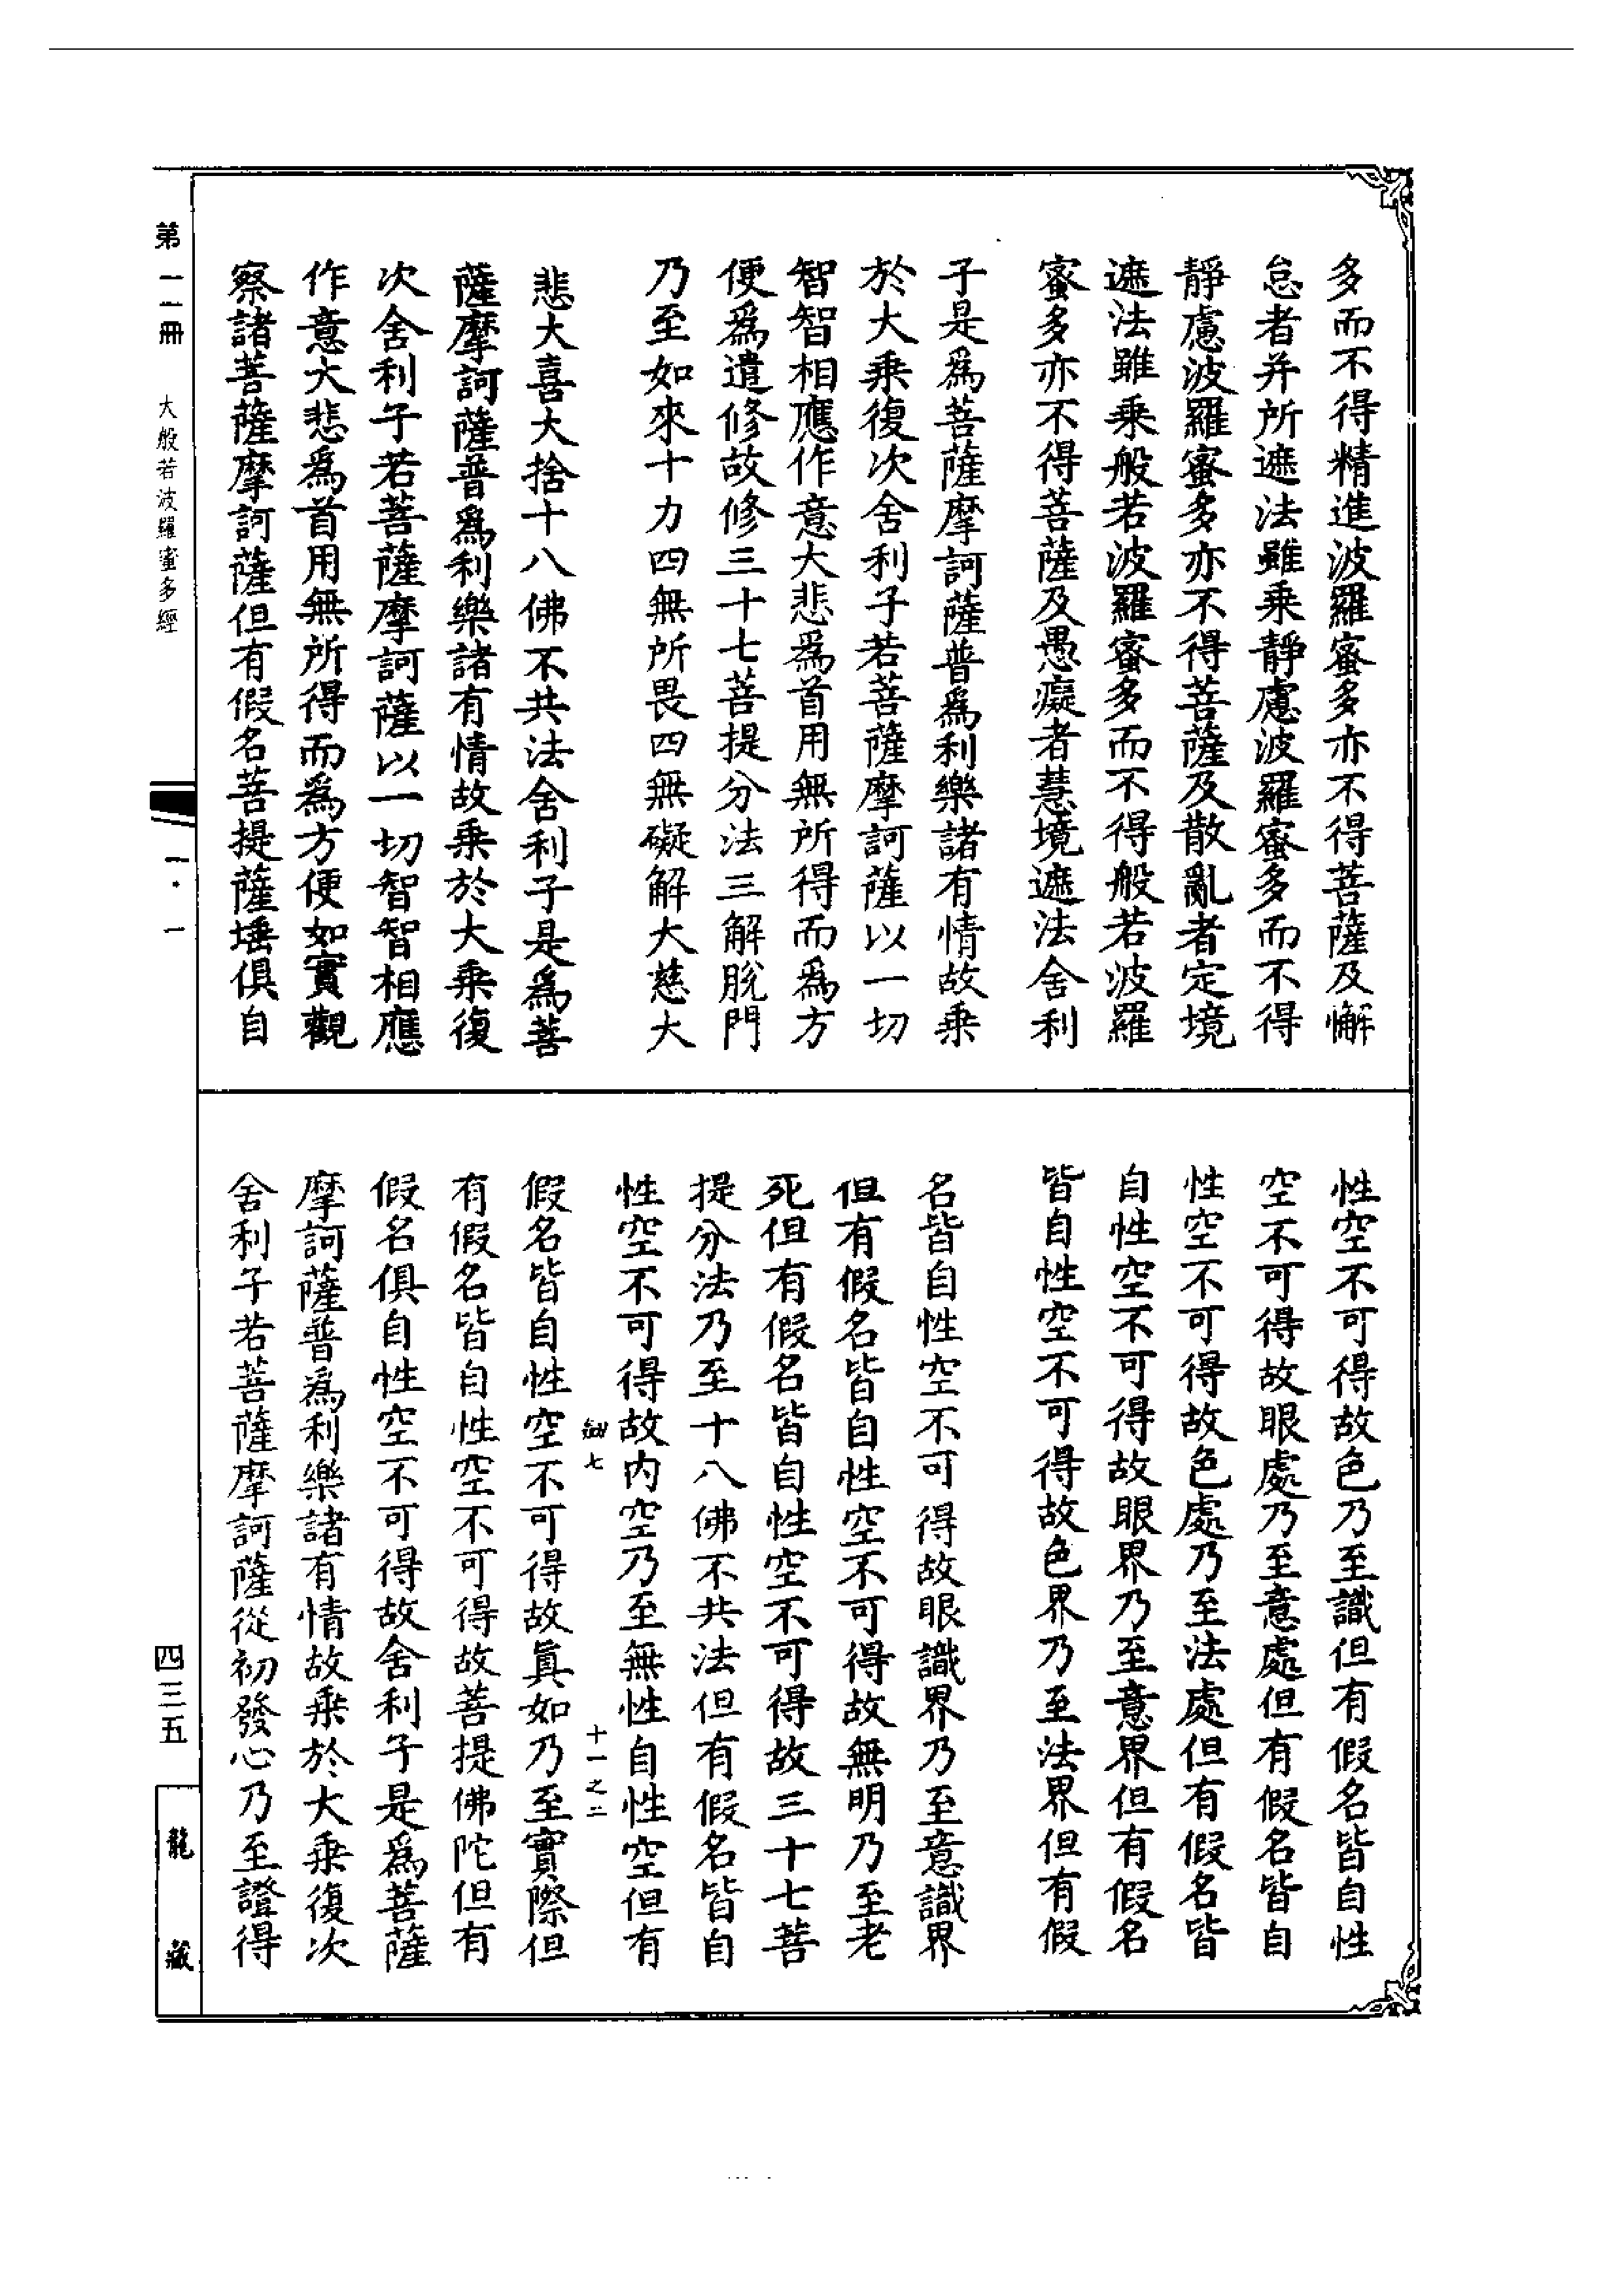 多而不得精進波羅蜜多亦不得菩薩及懈
怠者并所遮法雖乗靜慮波羅蜜多而不得
靜慮波羅蜜多亦不得菩薩及散亂者定境
遮法雖乗般若波羅蜜多而不得般若波羅
蜜多亦不得菩薩及愚癡者慧境遮法舍利
子是爲菩薩摩訶薩普爲利樂諸有情故乗
於大乗復次舍利子若菩薩摩訶薩以一切
智智相應作意大悲爲首用無所得而爲方
便爲遣修故修三十七菩提分法三解脫門
乃至如來十力四無所畏四無礙解大慈大
悲大喜大捨十八佛不共法舍利子是爲菩
薩摩訶薩普爲利樂諸有情故乗於大乗復
次舍利子若菩薩摩訶薩以一切智智相應
作意大悲爲首用無所得而爲方便如實觀
察諸菩薩摩訶薩但有假名菩提薩埵俱自
性空不可得故色乃至識但有假名皆自性
空不可得故眼處乃至意處但有假名皆自
性空不可得故色處乃至法處但有假名皆
自性空不可得故眼界乃至意界但有假名
皆自性空不可得故色界乃至法界但有假
名皆自性空不可得故眼識界乃至意識界
但有假名皆自性空不可得故無明乃至老
死但有假名皆自性空不可得故三十七菩
提分法乃至十八佛不共法但有假名皆自
性空不可得故内空乃至無性自性空但有
七
十一之二
假名皆自性空不可得故眞如乃至實際但
有假名皆自性空不可得故菩提佛陀但有
假名俱自性空不可得故舍利子是爲菩薩
摩訶薩普爲利樂諸有情故乗於大乗復次
舍利子若菩薩摩訶薩從初發心乃至證得
第一一冊
大般若波羅蜜多經
一・一
四三五
龍藏